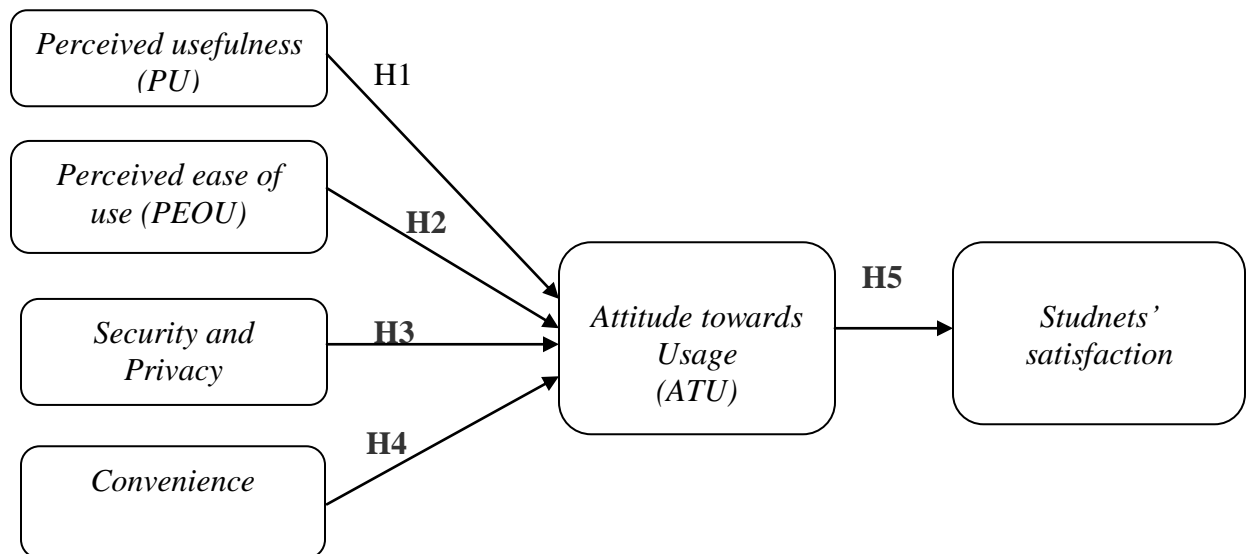 Perceived usefulness
(PU)
H1
Perceived ease of
use (PEOU)
H2
Security and
Privacy
H3
Convenience
H4
Attitude towards
Usage
(ATU)
H5
Studnets’
satisfaction